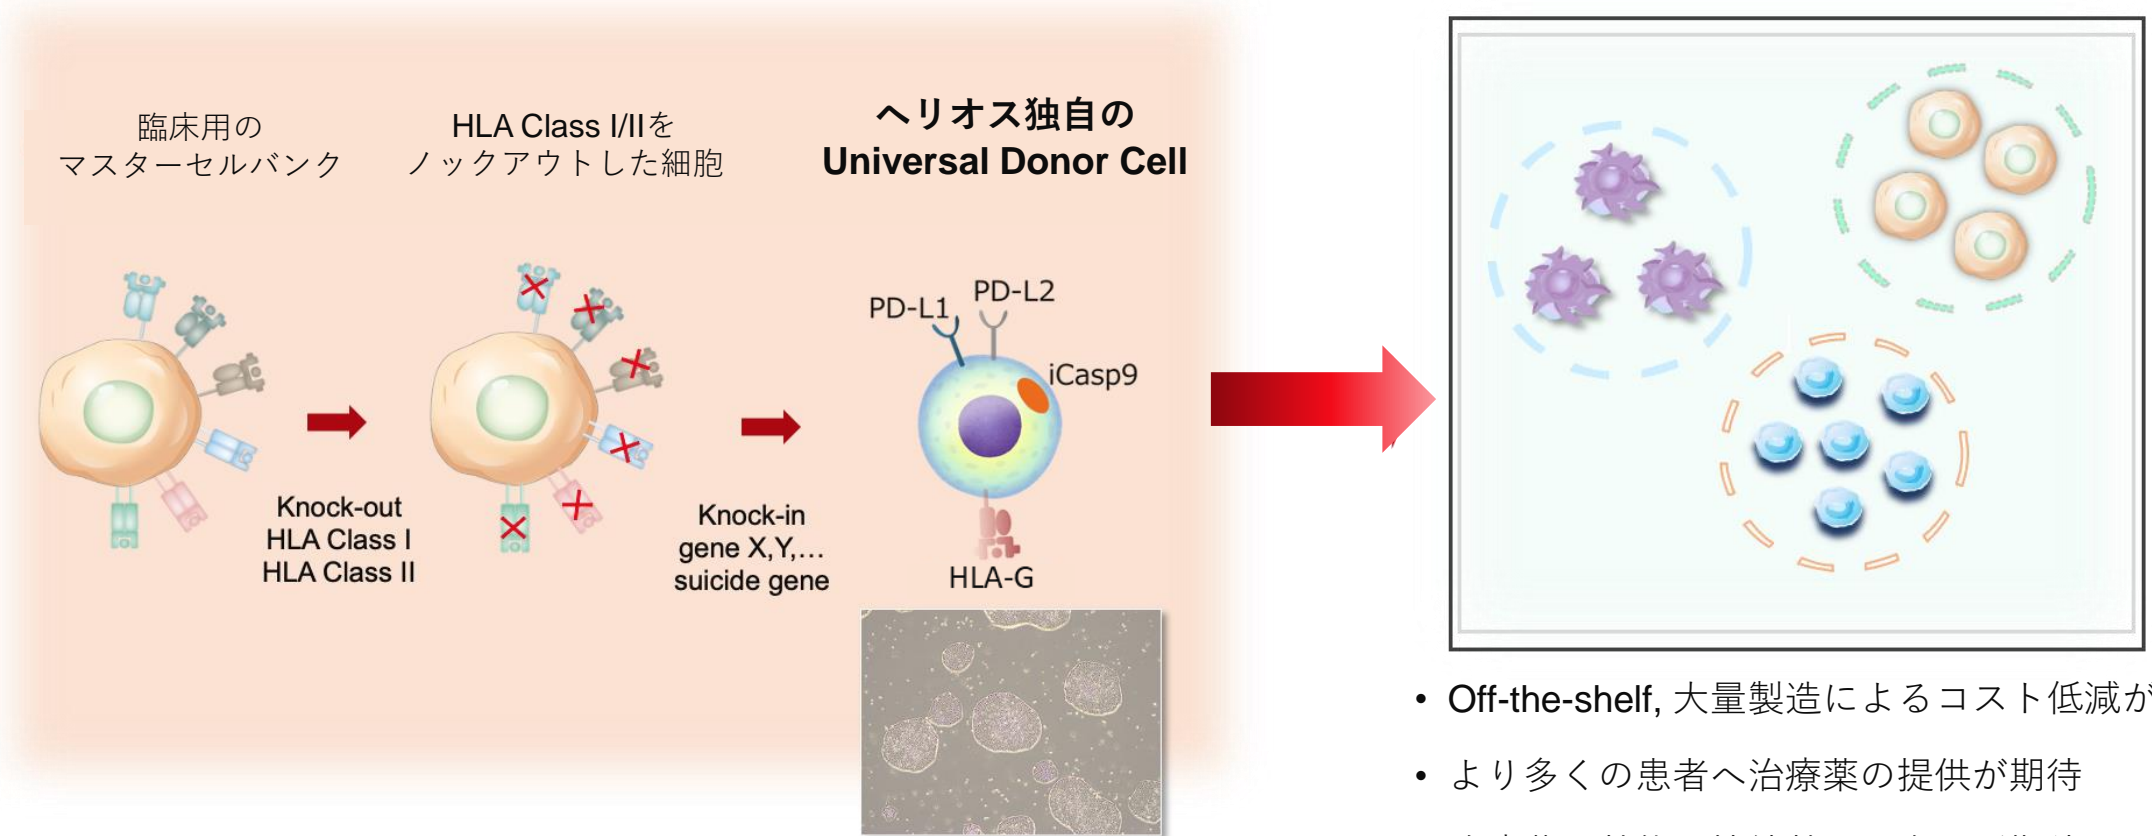 臨床用の
マスターセルバンク
HLA Class I/IIを
ノックアウトした細胞
ヘリオス独自の
Universal Donor Cell
PD-L1
PD-L2
iCasp9
HLA-G
Knock-out
HLA Class I
HLA Class II
Knock-in
gene X,Y,...
suicide gene
• Off-the-shelf, 大量製造によるコスト低減が
• より多くの患者へ治療薬の提供が期待